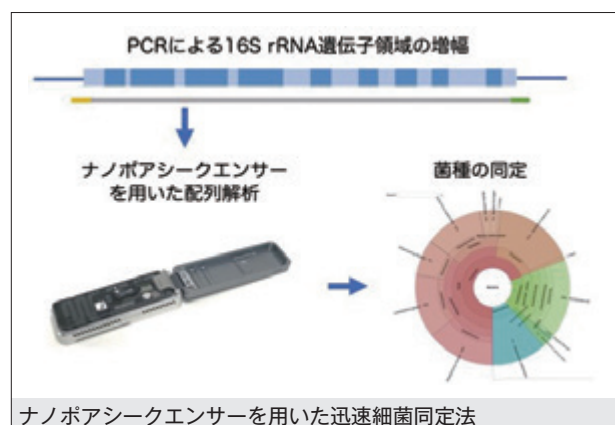 PCRによる16S rRNA遺伝子領域の増幅
ナノポアシークエンサー
を用いた配列解析
菌種の同定
ナノポアシークエンサーを用いた迅速細菌同定法